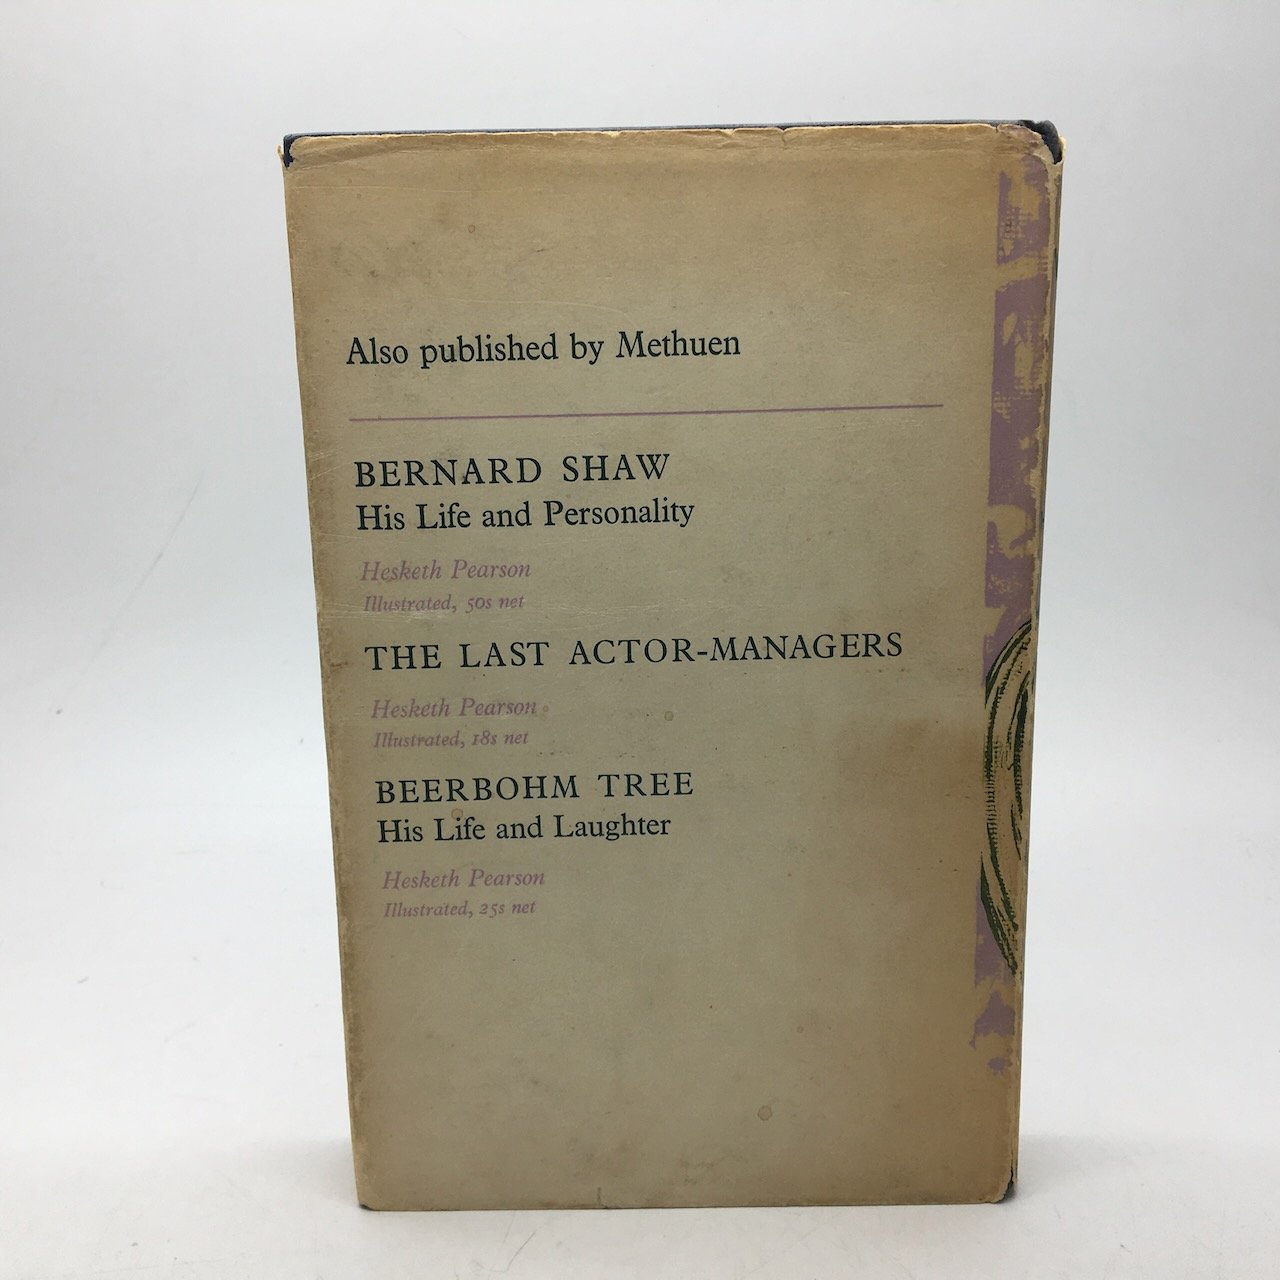 Also published by Methuen
BERNARD SHAW
His Life and Personality
Hesketh Pearson
Illustrated, 50s net
THE LAST ACTOR-MANAGERS
Hesketh Pearson
Illustrated, 18s net
BEERBOHM TREE
His Life and Laughter
Hesketh Pearson
Illustrated, 25s net